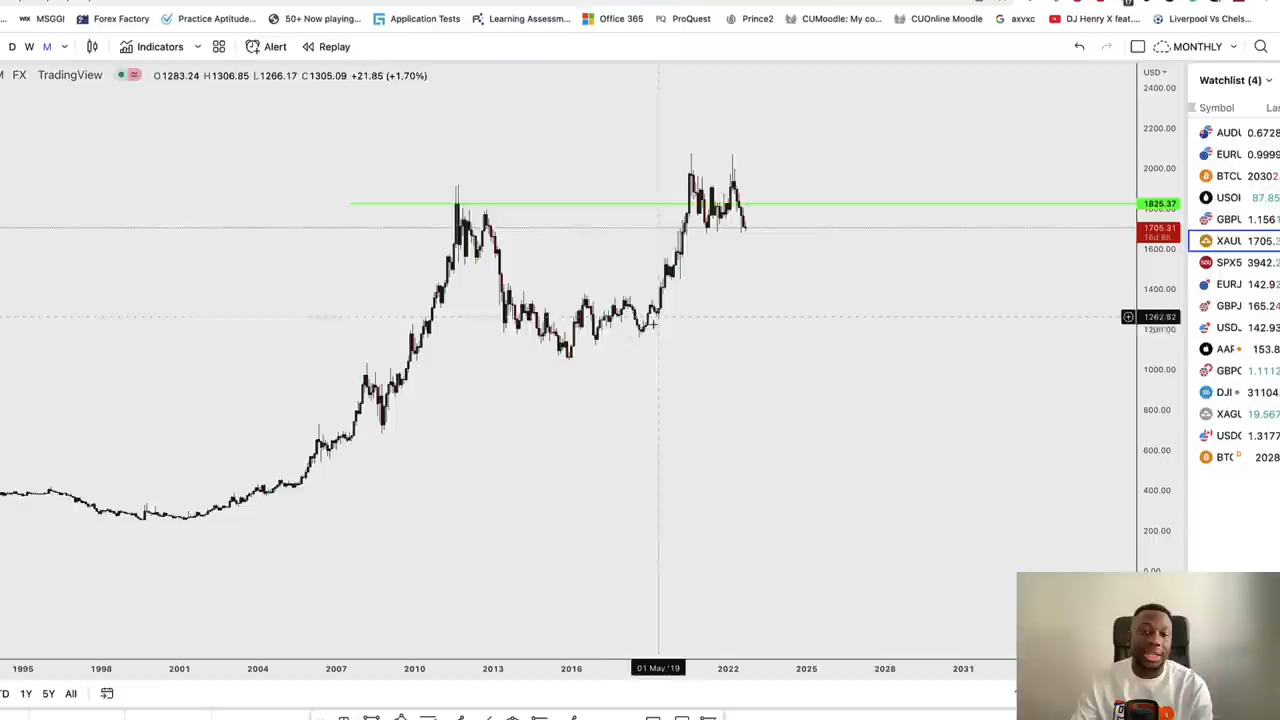 MSGGI Forex Factory Practice Aptitude... 50+ Now playing... Application Tests Learning Assessm... Office 365 ProQuest Prince2 CUMoodle: My co... CUOnline Moodle axvxc DJ Henry X feat.... Liverpool Vs Chels...
D W M Indicators Alert Replay MONTHLY
M FX TradingView O1283.24 H1306.85 L1266.17 C1305.09 +21.85 (+1.70%)
USD
Watchlist (4)
Symbol Las
2400.00
2200.00
2000.00
1825.37
1705.31
16d 8h
1600.00
1400.00
1262.82
1000.00
800.00
600.00
400.00
200.00
0.00
AUDU 0.6728
EURU 0.9999
BTCU 20302.
USOI 87.85
GBPU 1.1561
XAUU 1705.3
SPX5 3942.2
EURJ 142.92
GBPJ 165.24
USDJ 142.93
AAP 153.8
GBPC 1.1112
DJI 31104.
XAGU 19.567
USDC 1.3177
BTC D 2028
1995 1998 2001 2004 2007 2010 2013 2016 01 May '19 2022 2025 2028 2031
TD 1Y 5Y All